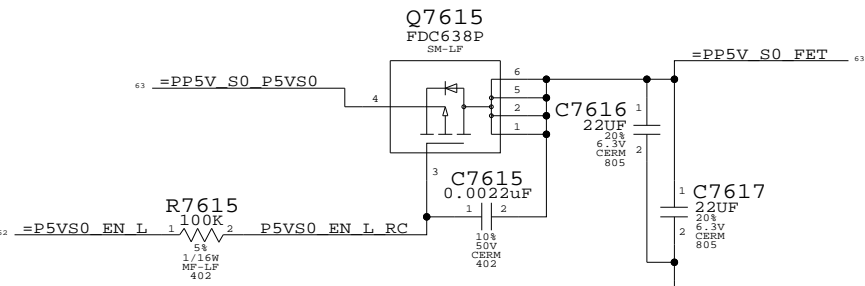 Q7615
FDC638P
SM-LF
=PP5V_S0_FET
63
63
=PP5V_S0_P5VS0
4
6
5
2
1
C7616
1
22UF
20%
6.3V
CERM
805
2
3
C7615
0.0022uF
1
2
10%
50V
CERM
402
1
C7617
22UF
20%
6.3V
CERM
805
2
R7615
100K
=P5VS0_EN_L
1
2
P5VS0_EN_L_RC
5%
1/16W
MF-LF
402